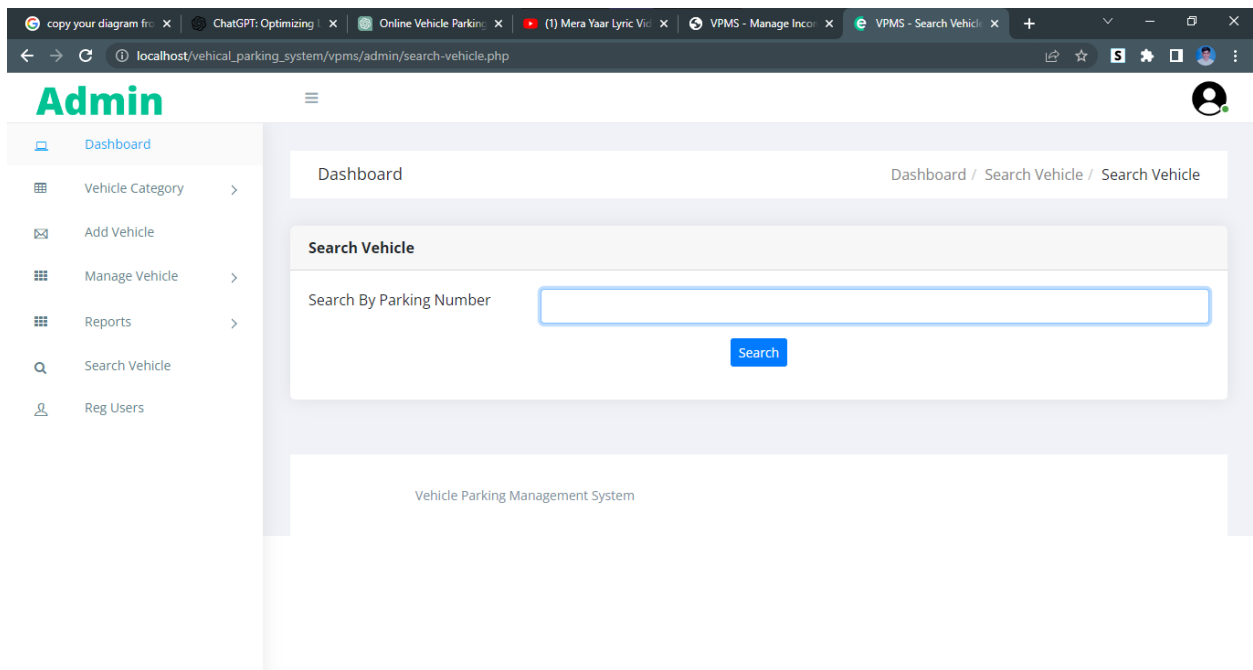 copy your diagram fro
ChatGPT: Optimizing L
Online Vehicle Parking
(1) Mera Yaar Lyric Vid
VPMS - Manage Incom
VPMS - Search Vehicle
localhost/vehical_parking_system/vpms/admin/search-vehicle.php
Admin
Dashboard
Vehicle Category
Add Vehicle
Manage Vehicle
Reports
Search Vehicle
Reg Users
Dashboard
Dashboard / Search Vehicle / Search Vehicle
Search Vehicle
Search By Parking Number
Search
Vehicle Parking Management System